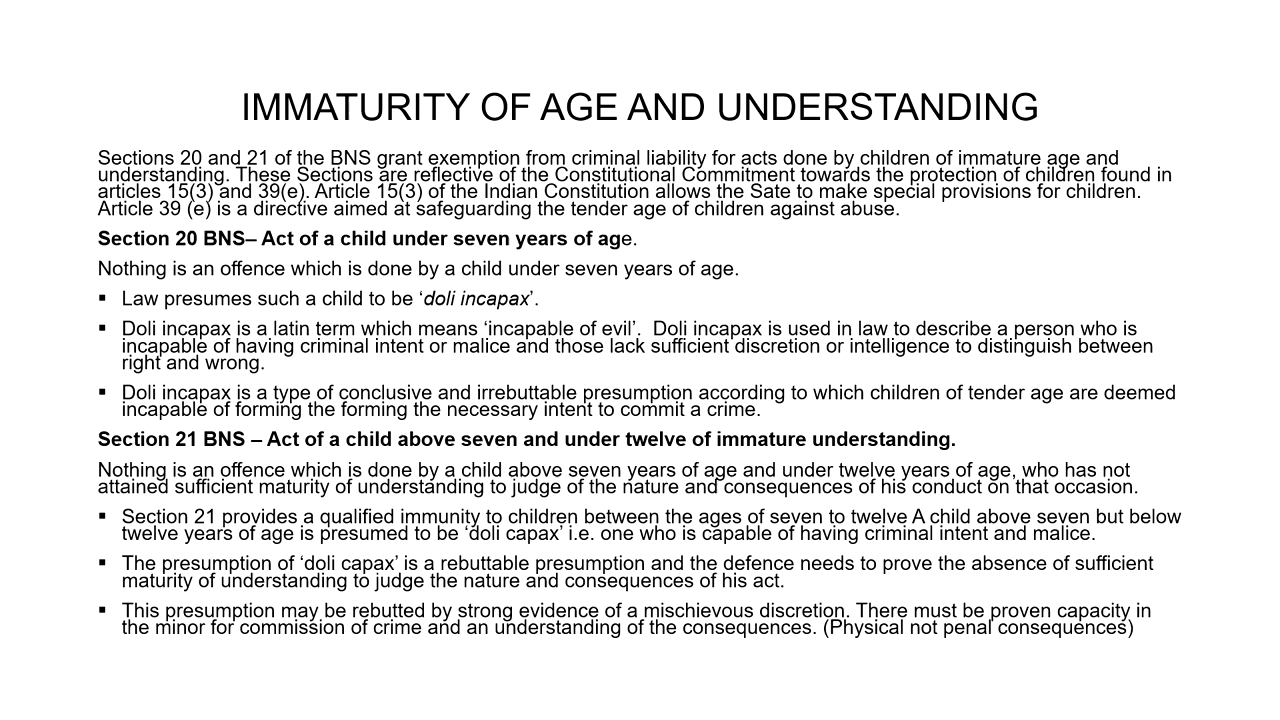 IMMATURITY OF AGE AND UNDERSTANDING
Sections 20 and 21 of the BNS grant exemption from criminal liability for acts done by children of immature age and
understanding. These Sections are reflective of the Constitutional Commitment towards the protection of children found in
articles 15(3) and 39(e). Article 15(3) of the Indian Constitution allows the Sate to make special provisions for children.
Article 39 (e) is a directive aimed at safeguarding the tender age of children against abuse.
Section 20 BNS– Act of a child under seven years of age.
Nothing is an offence which is done by a child under seven years of age.
▪ Law presumes such a child to be ‘doli incapax’.
▪ Doli incapax is a latin term which means ‘incapable of evil’.  Doli incapax is used in law to describe a person who is
incapable of having criminal intent or malice and those lack sufficient discretion or intelligence to distinguish between
right and wrong.
▪ Doli incapax is a type of conclusive and irrebuttable presumption according to which children of tender age are deemed
incapable of forming the forming the necessary intent to commit a crime.
Section 21 BNS – Act of a child above seven and under twelve of immature understanding.
Nothing is an offence which is done by a child above seven years of age and under twelve years of age, who has not
attained sufficient maturity of understanding to judge of the nature and consequences of his conduct on that occasion.
▪ Section 21 provides a qualified immunity to children between the ages of seven to twelve A child above seven but below
twelve years of age is presumed to be ‘doli capax’ i.e. one who is capable of having criminal intent and malice.
▪ The presumption of ‘doli capax’ is a rebuttable presumption and the defence needs to prove the absence of sufficient
maturity of understanding to judge the nature and consequences of his act.
▪ This presumption may be rebutted by strong evidence of a mischievous discretion. There must be proven capacity in
the minor for commission of crime and an understanding of the consequences. (Physical not penal consequences)